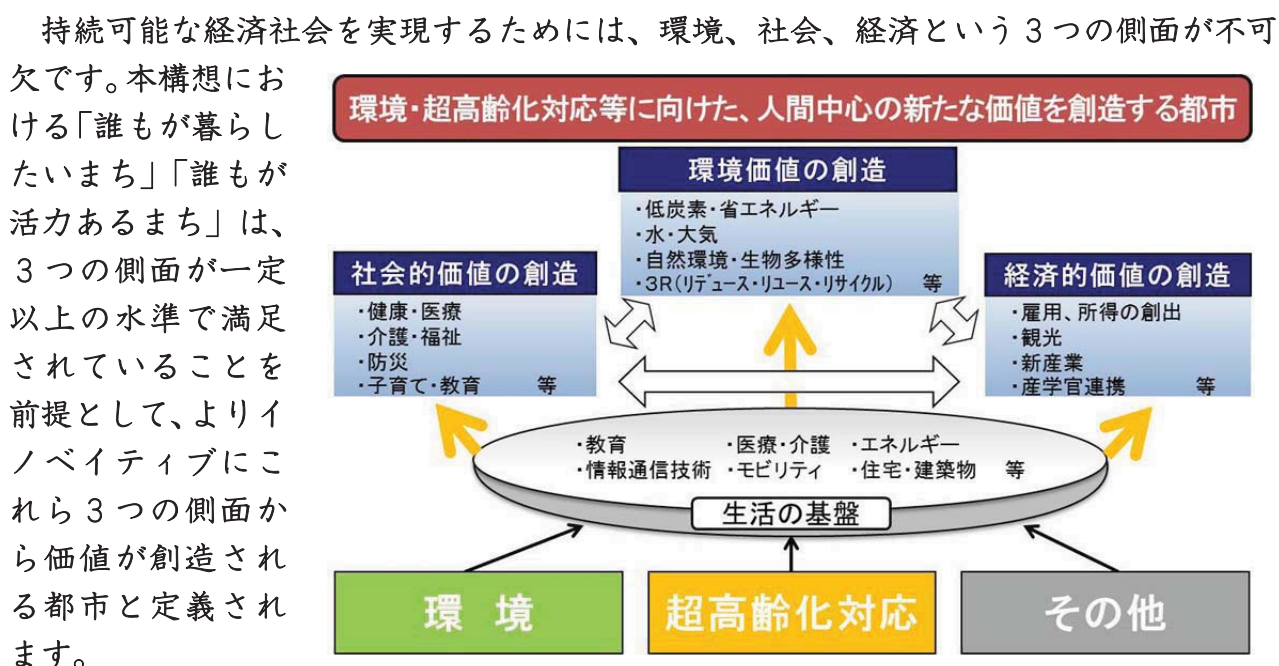 持続可能な経済社会を実現するためには、環境、社会、経済という３つの側面が不可
欠です。本構想にお
ける「誰もが暮らし
たいまち」「誰もが
活力あるまち」は、
３つの側面が一定
以上の水準で満足
されていることを
前提として、よりイ
ノベイティブにこ
れら３つの側面か
ら価値が創造され
る都市と定義され
ます。
環境・超高齢化対応等に向けた、人間中心の新たな価値を創造する都市
環境価値の創造
・低炭素・省エネルギー
・水・大気
・自然環境・生物多様性
・3R（ﾘﾃﾞｭｰｽ・ﾘﾕｰｽ・ﾘｻｲｸﾙ）　等
社会的価値の創造
・健康・医療
・介護・福祉
・防災
・子育て・教育　　等
経済的価値の創造
・雇用、所得の創出
・観光
・新産業
・産学官連携　　等
・教育　・医療・介護　・エネルギー
・情報通信技術　・モビリティ　・住宅・建築物　等
生活の基盤
環 境
超高齢化対応
その他